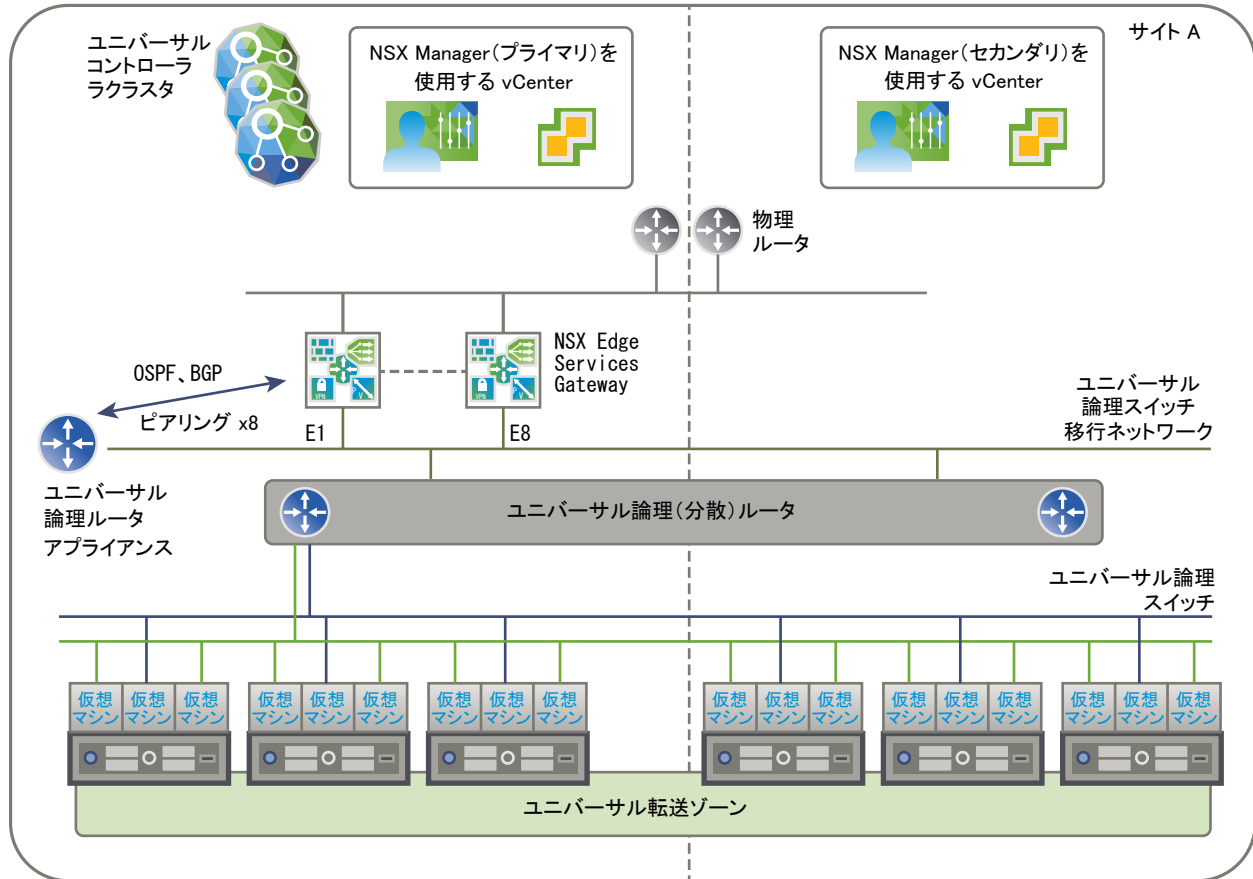 サイト A
ユニバーサル
コントローラ
ラクラスタ
NSX Manager（プライマリ）を
使用する vCenter
NSX Manager（セカンダリ）を
使用する vCenter
物理
ルータ
NSX Edge
Services
Gateway
VPN
P
V
VPN
P
V
OSPF、BGP
ピアリング x8
E1
E8
ユニバーサル
論理スイッチ
移行ネットワーク
ユニバーサル
論理ルータ
アプライアンス
ユニバーサル論理（分散）ルータ
ユニバーサル論理
スイッチ
仮想 仮想 仮想 仮想 仮想 仮想 仮想 仮想 仮想 仮想 仮想 仮想 仮想 仮想 仮想 仮想 仮想 仮想
マシン マシン マシン マシン マシン マシン マシン マシン マシン マシン マシン マシン マシン マシン マシン マシン マシン マシン
ユニバーサル転送ゾーン